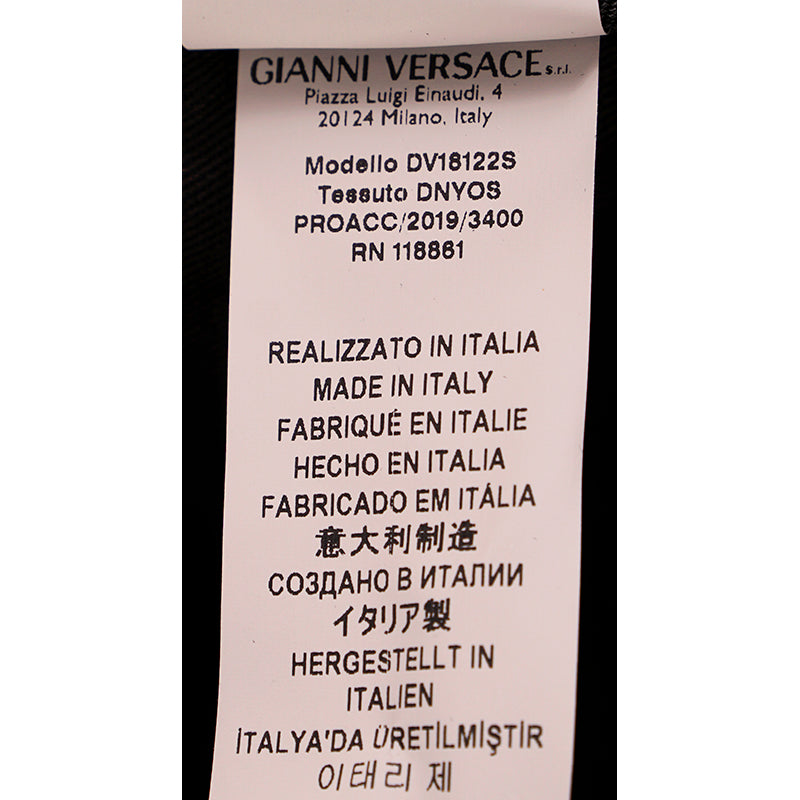 GIANNI VERSACE s.r.l.
Piazza Luigi Einaudi, 4
20124 Milano, Italy
Modello DV18122S
Tessuto DNYOS
PROACC/2019/3400
RN 118861
REALIZZATO IN ITALIA
MADE IN ITALY
FABRIQUÉ EN ITALIE
HECHO EN ITALIA
FABRICADO EM ITÁLIA
意大利制造
СОЗДАНО В ИТАЛИИ
イタリア製
HERGESTELLT IN
ITALIEN
İTALYA'DA ÜRETİLMİŞTİR
이태리제